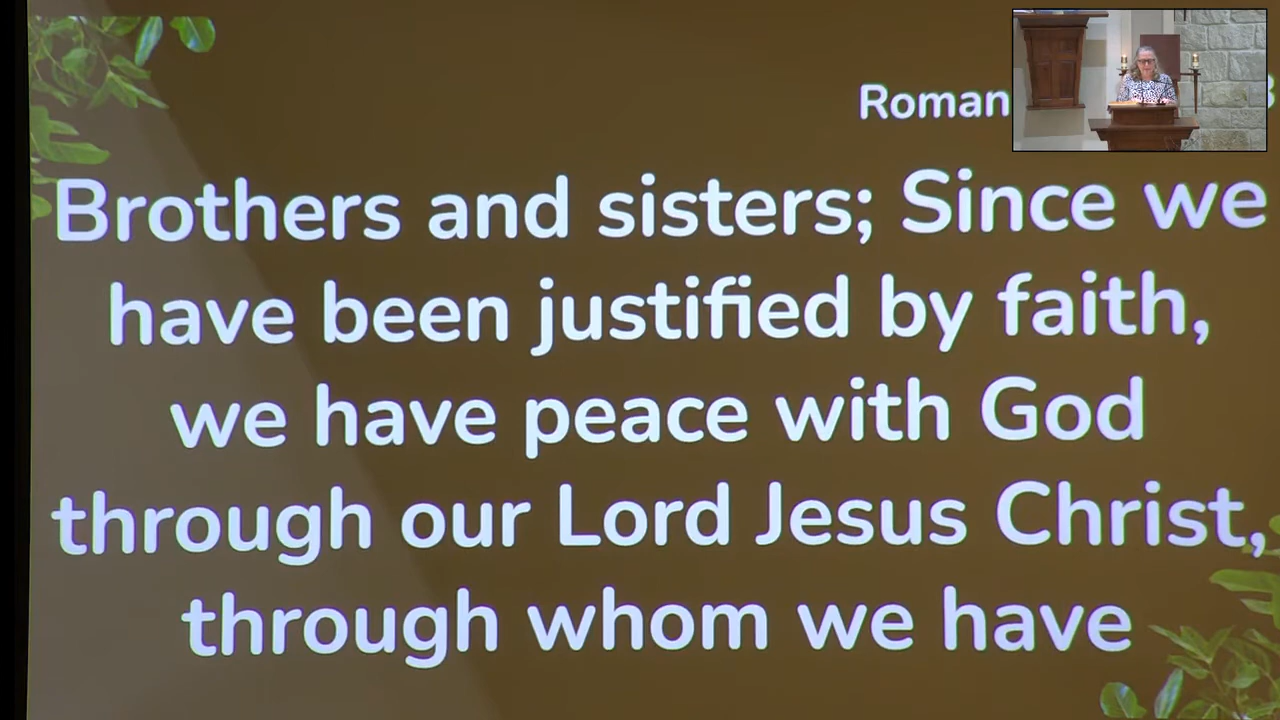 Roman
Brothers and sisters; Since we
have been justified by faith,
we have peace with God
through our Lord Jesus Christ,
through whom we have